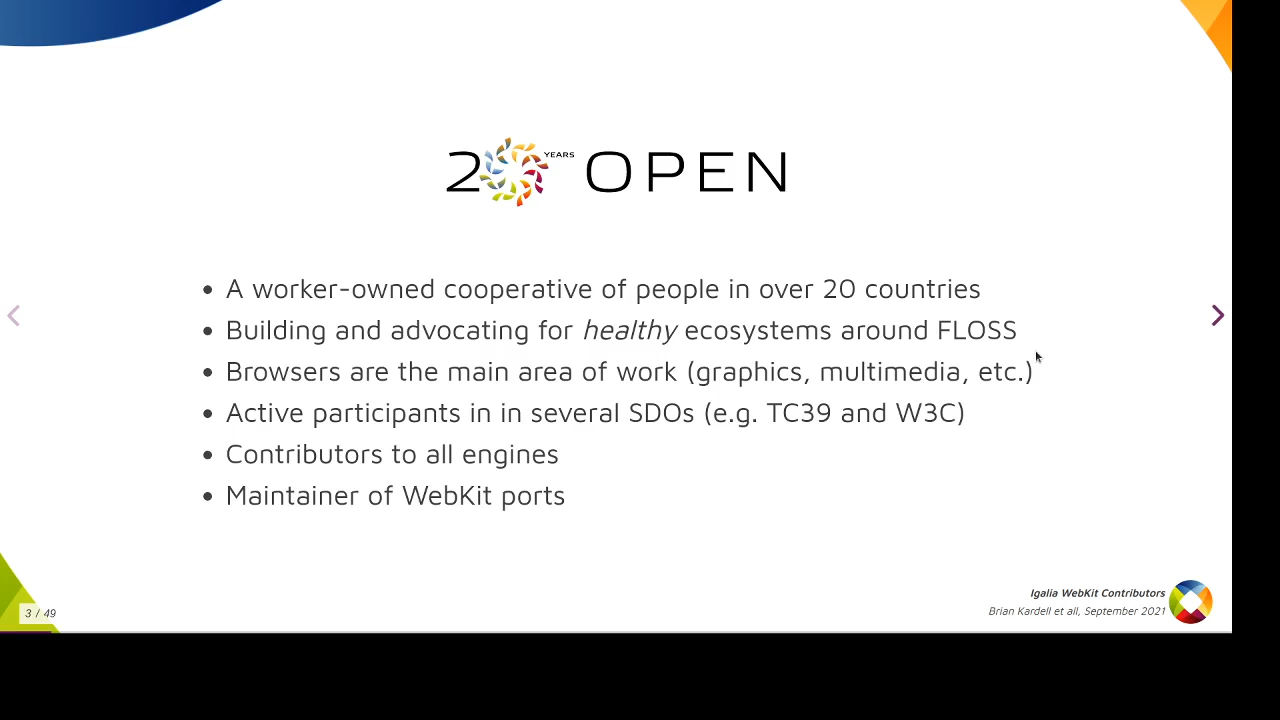 20 YEARS OPEN
• A worker-owned cooperative of people in over 20 countries
• Building and advocating for healthy ecosystems around FLOSS
• Browsers are the main area of work (graphics, multimedia, etc.)
• Active participants in in several SDOs (e.g. TC39 and W3C)
• Contributors to all engines
• Maintainer of WebKit ports
Igalia WebKit Contributors
Brian Kardell et all, September 2021
3 / 49